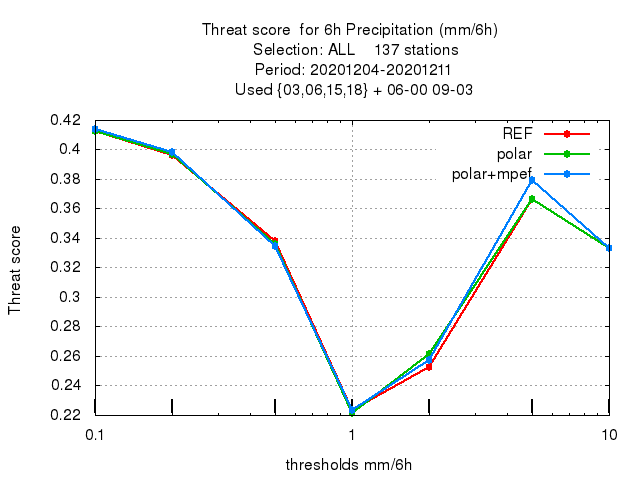 Threat score  for 6h Precipitation (mm/6h)
Selection: ALL    137 stations
Period: 20201204-20201211
Used {03,06,15,18} + 06-00 09-03
0.42
0.4
0.38
0.36
0.34
0.32
0.3
0.28
0.26
0.24
0.22
Threat score
REF
polar
polar+mpef
0.1
1
10
thresholds mm/6h